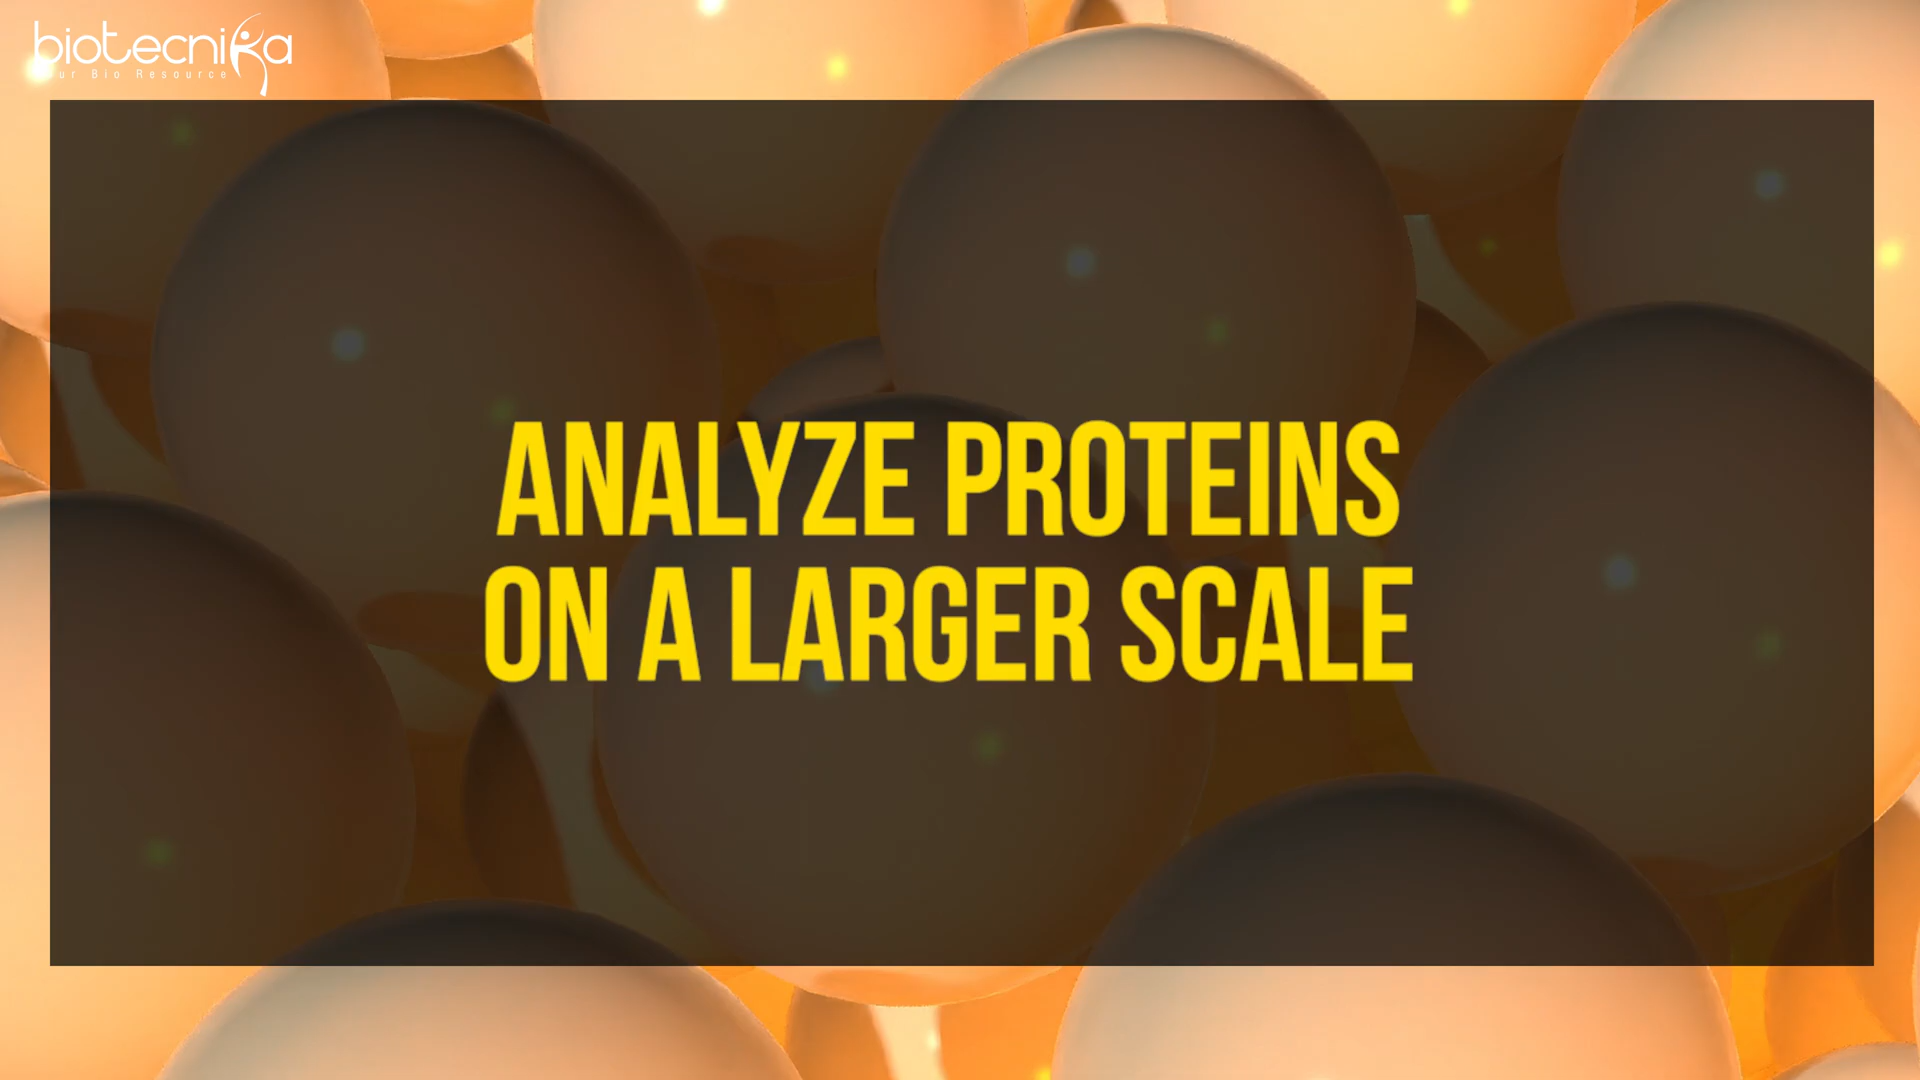 biotecnika
ur Bio Resource
ANALYZE PROTEINS
ON A LARGER SCALE